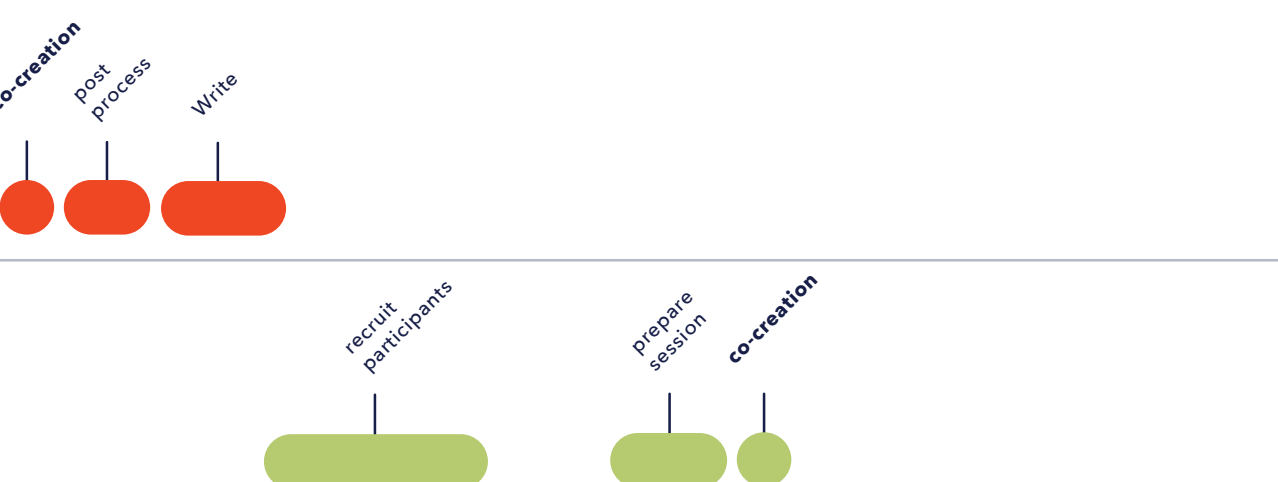 co-creation
post
process
Write
recruit
participants
prepare
session
co-creation